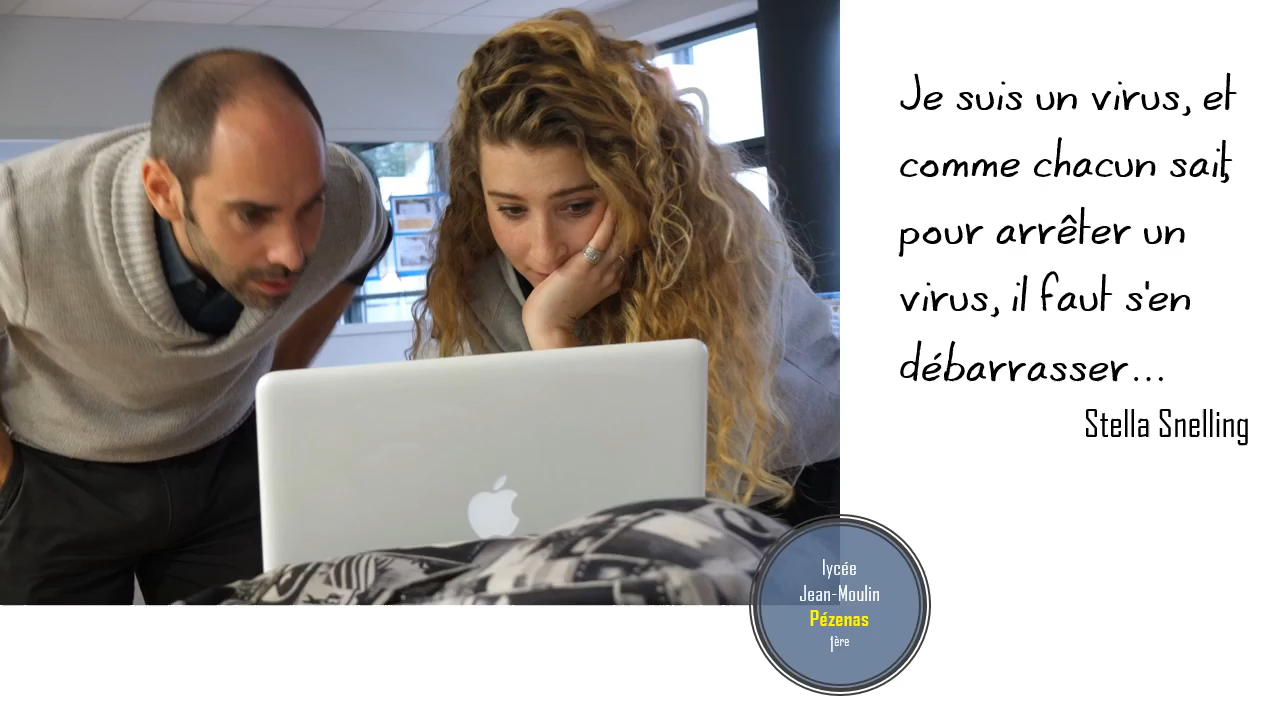 Je suis un virus, et
comme chacun sait,
pour arrêter un
virus, il faut s'en
débarrasser...
Stella Snelling
lycée
Jean-Moulin
Pézenas
1ère